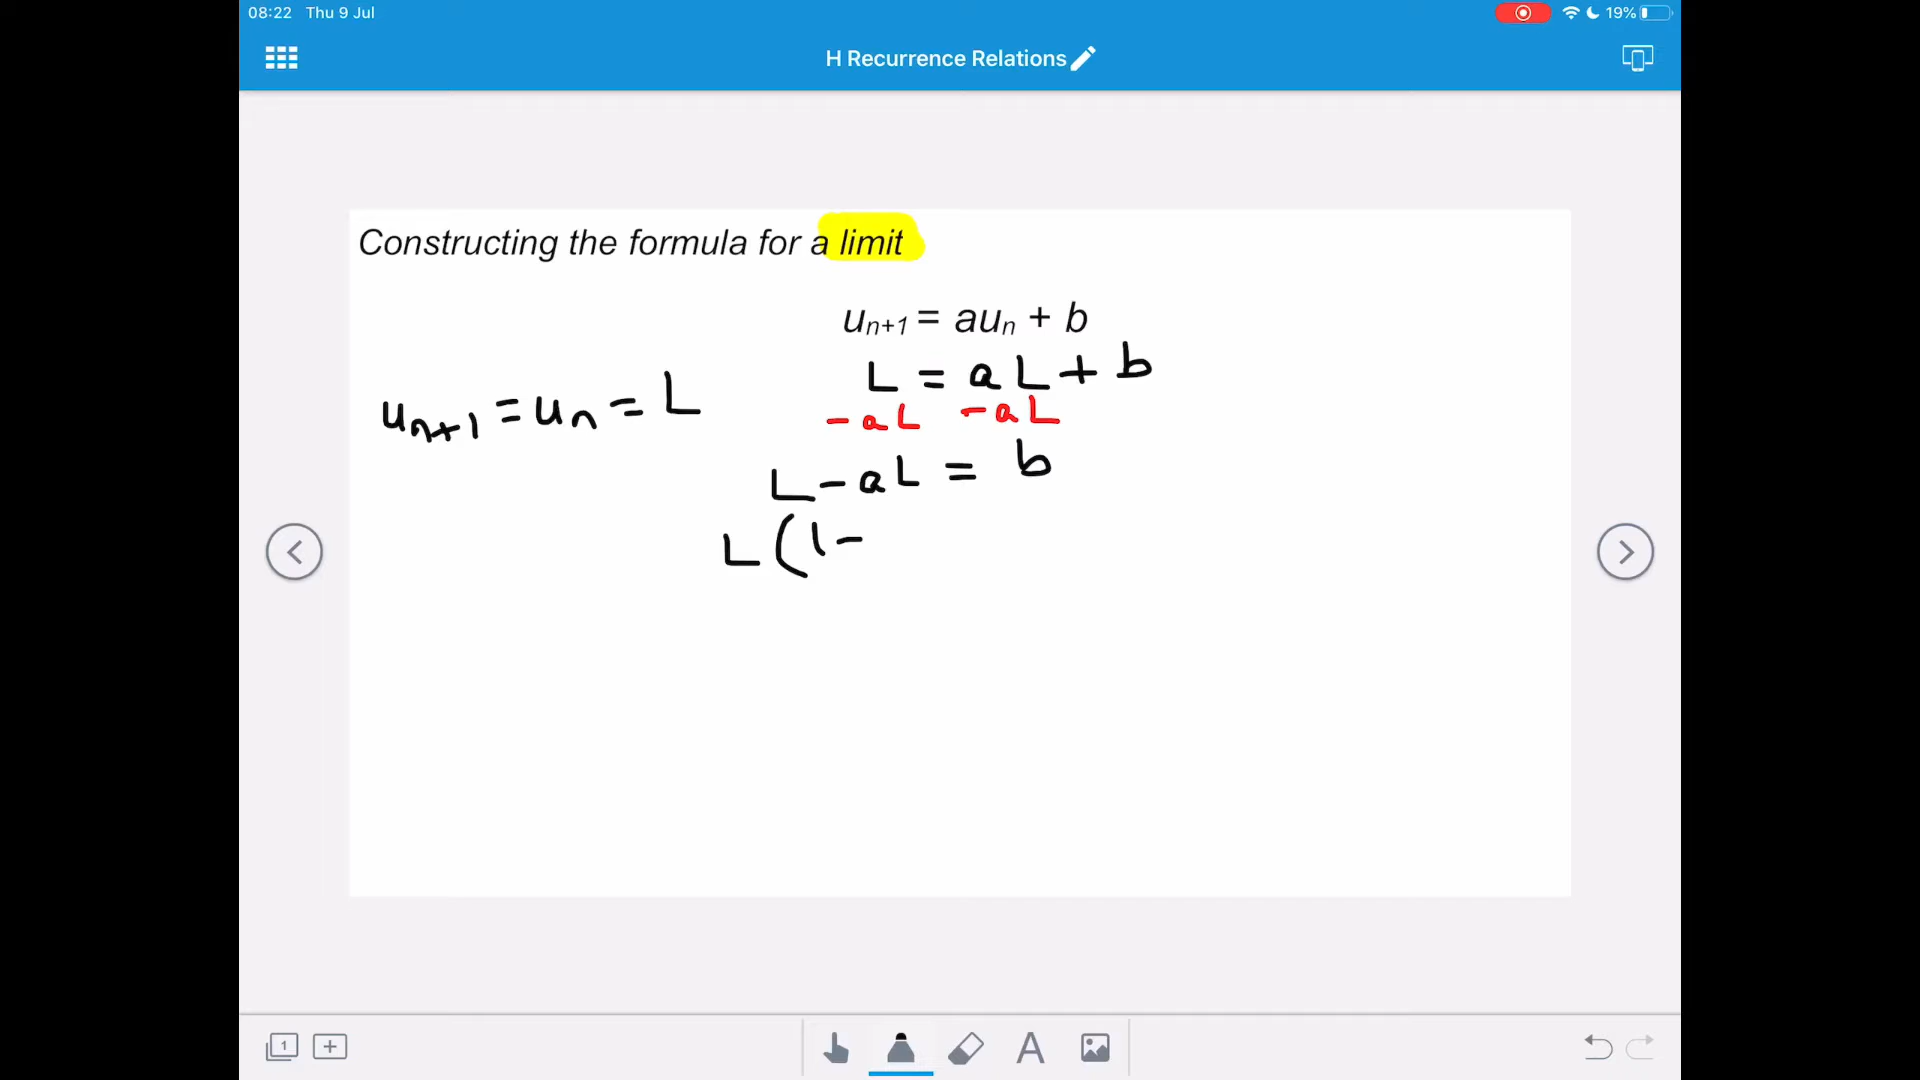 08:22 Thu 9 Jul
19%
H Recurrence Relations
Constructing the formula for a limit
uₙ₊₁ = auₙ + b
L = aL + b
uₙ₊₁ = uₙ = L
- aL - aL
L - aL = b
L (1 -
1
A